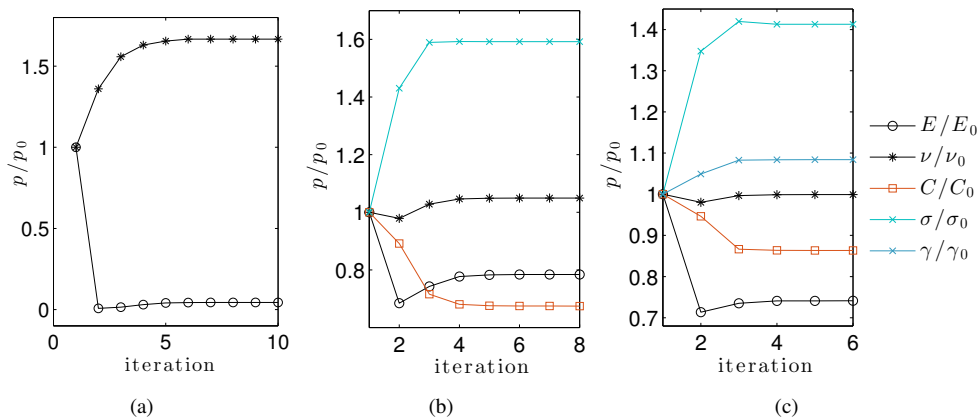 p/p₀
1.5
1
0.5
0
0
5
10
iteration
(a)
p/p₀
1.6
1.4
1.2
1
0.8
2
4
6
8
iteration
(b)
p/p₀
1.4
1.3
1.2
1.1
1
0.9
0.8
0.7
2
4
6
iteration
(c)
E/E₀
ν/ν₀
C/C₀
σ/σ₀
γ/γ₀